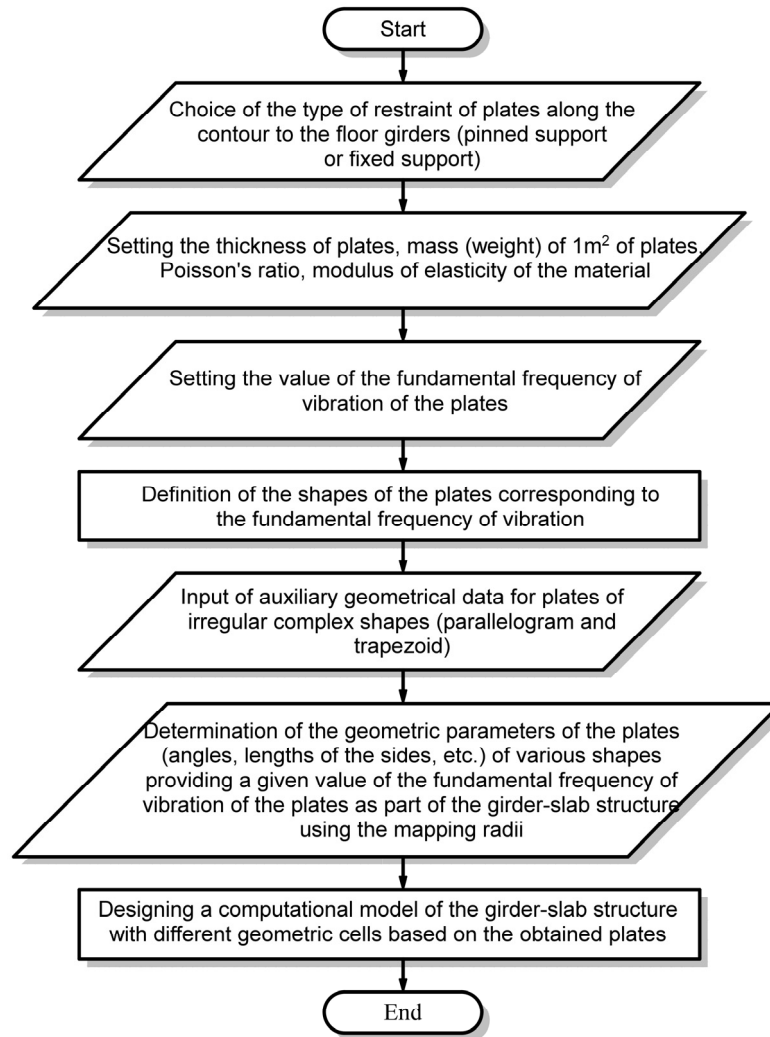 Start
Choice of the type of restraint of plates along the
contour to the floor girders (pinned support
or fixed support)
Setting the thickness of plates, mass (weight) of 1m² of plates,
Poisson's ratio, modulus of elasticity of the material
Setting the value of the fundamental frequency of
vibration of the plates
Definition of the shapes of the plates corresponding to
the fundamental frequency of vibration
Input of auxiliary geometrical data for plates of
irregular complex shapes (parallelogram and
trapezoid)
Determination of the geometric parameters of the plates
(angles, lengths of the sides, etc.) of various shapes
providing a given value of the fundamental frequency of
vibration of the plates as part of the girder-slab structure
using the mapping radii
Designing a computational model of the girder-slab structure
with different geometric cells based on the obtained plates
End